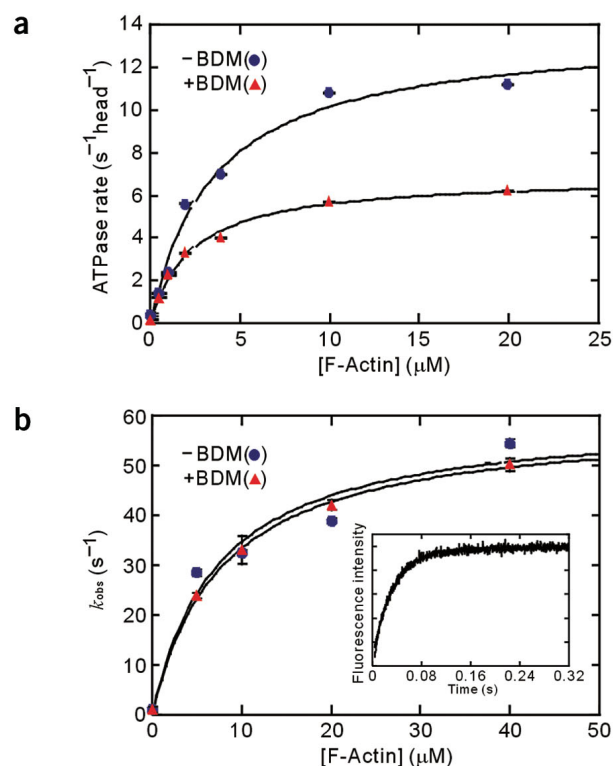 a
ATPase rate (s⁻¹head⁻¹)
14
12
10
8
6
4
2
0
−BDM(●)
+BDM(▲)
0 5 10 15 20 25
[F-Actin] (μM)
b
kobs (s⁻¹)
60
50
40
30
20
10
0
−BDM(●)
+BDM(▲)
Fluorescence intensity
0 0.08 0.16 0.24 0.32
Time (s)
0 10 20 30 40 50
[F-Actin] (μM)